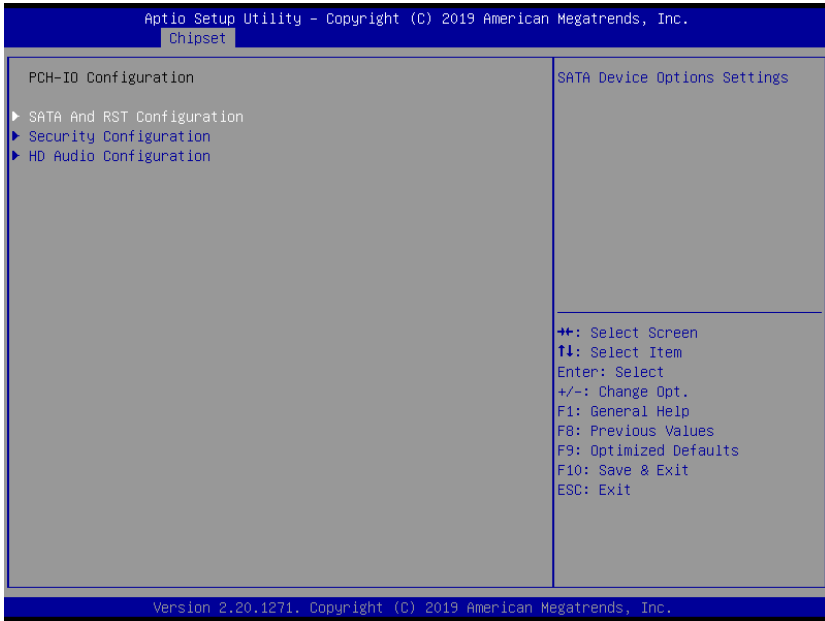 Aptio Setup Utility – Copyright (C) 2019 American Megatrends, Inc.
Chipset
PCH-IO Configuration
SATA And RST Configuration
Security Configuration
HD Audio Configuration
SATA Device Options Settings
→←: Select Screen
↑↓: Select Item
Enter: Select
+/-: Change Opt.
F1: General Help
F8: Previous Values
F9: Optimized Defaults
F10: Save & Exit
ESC: Exit
Version 2.20.1271. Copyright (C) 2019 American Megatrends, Inc.